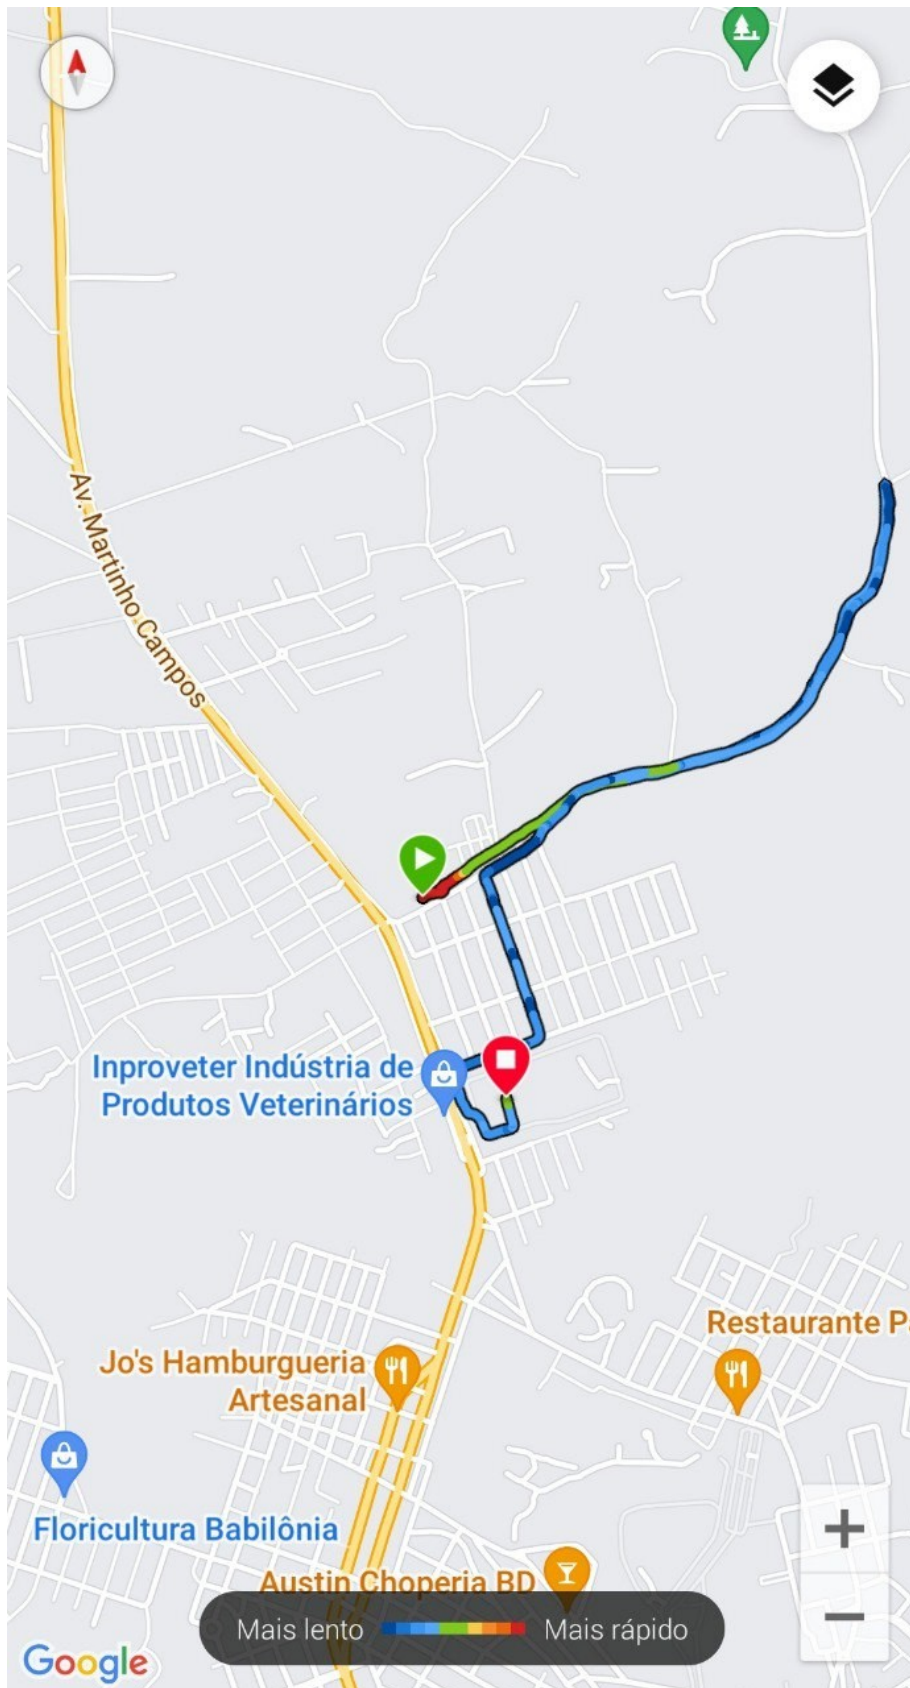 Av. Martinho Campos
Inproveter Indústria de
Produtos Veterinários
Restaurante Pa
Jo's Hamburgueria
Artesanal
Floricultura Babilônia
Austin Choperia BD
Mais lento
Mais rápido
Google